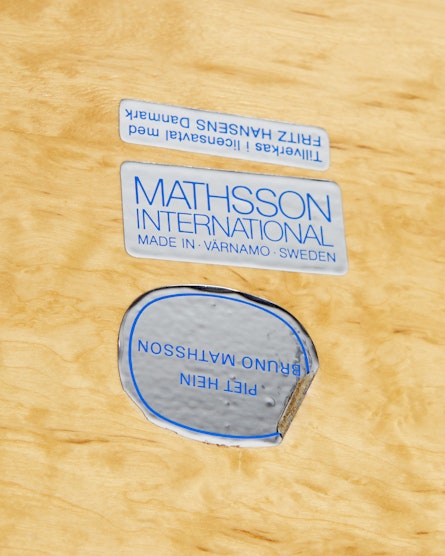 Tillverkas i licensavtal med
FRITZ HANSENS Danmark
MATHSSON
INTERNATIONAL
MADE IN · VÄRNAMO · SWEDEN
PIET HEIN
BRUNO MATHSSON